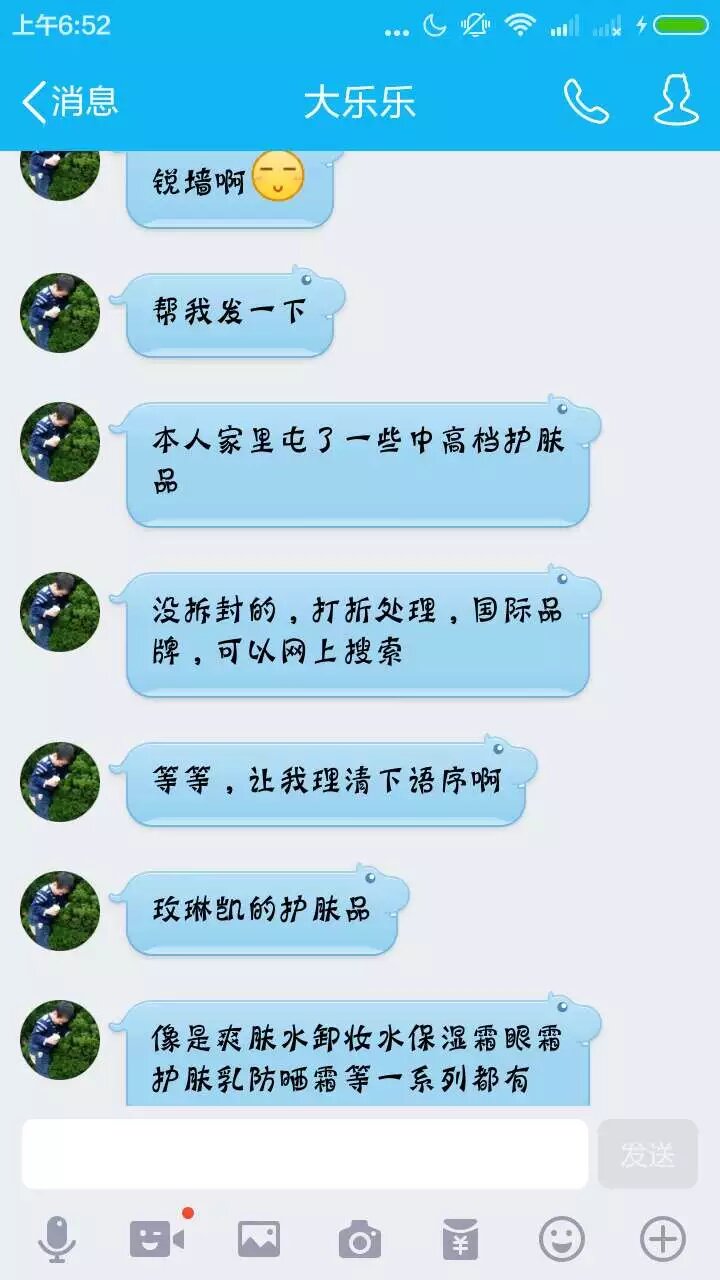 上午6:52
消息
大乐乐
锐墙啊
帮我发一下
本人家里屯了一些中高档护肤
品
没拆封的，打折处理，国际品
牌，可以网上搜索
等等，让我理清下语序啊
玫琳凯的护肤品
像是爽肤水卸妆水保湿霜眼霜
护肤乳防晒霜等一系列都有
发送